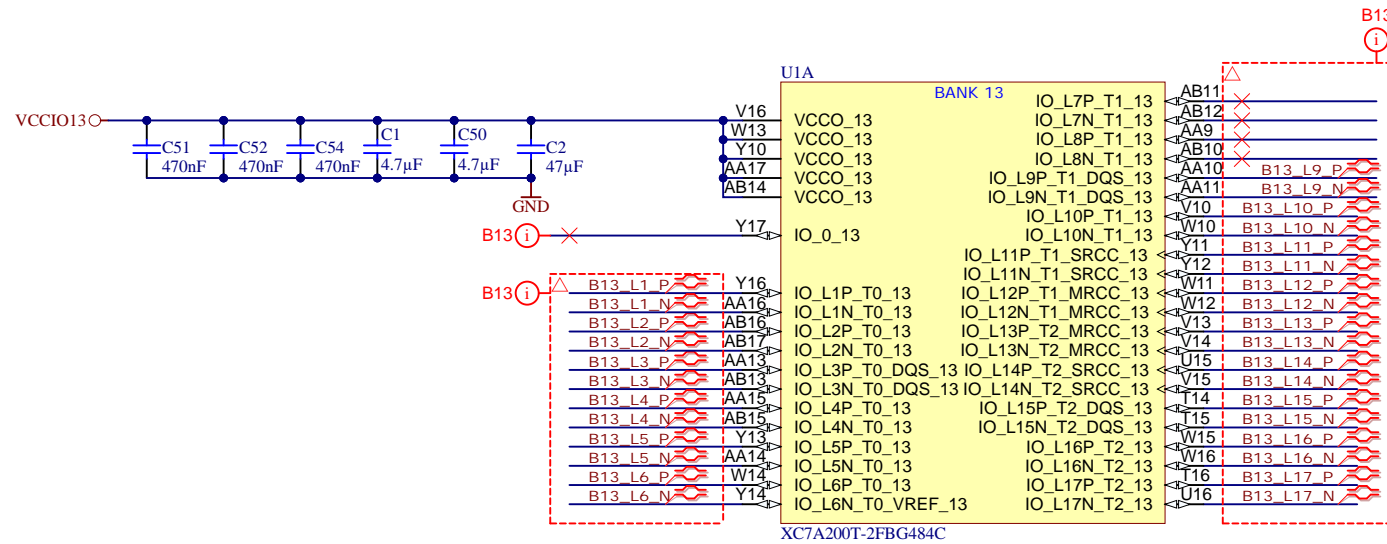 B13
i
U1A
BANK 13
VCCIO13
C51
470nF
C52
470nF
C54
470nF
C1
4.7µF
C50
4.7µF
C2
47µF
GND
V16 VCCO_13
W13 VCCO_13
Y10 VCCO_13
AA17 VCCO_13
AB14 VCCO_13
B13 i Y17 IO_0_13
B13 i
B13_L1_P Y16 IO_L1P_T0_13
B13_L1_N AA16 IO_L1N_T0_13
B13_L2_P AB16 IO_L2P_T0_13
B13_L2_N AB17 IO_L2N_T0_13
B13_L3_P AA13 IO_L3P_T0_DQS_13
B13_L3_N AB13 IO_L3N_T0_DQS_13
B13_L4_P AA15 IO_L4P_T0_13
B13_L4_N AB15 IO_L4N_T0_13
B13_L5_P Y13 IO_L5P_T0_13
B13_L5_N AA14 IO_L5N_T0_13
B13_L6_P W14 IO_L6P_T0_13
B13_L6_N Y14 IO_L6N_T0_VREF_13
IO_L7P_T1_13 AB11
IO_L7N_T1_13 AB12
IO_L8P_T1_13 AA9
IO_L8N_T1_13 AB10
IO_L9P_T1_DQS_13 AA10 B13_L9_P
IO_L9N_T1_DQS_13 AA11 B13_L9_N
IO_L10P_T1_13 V10 B13_L10_P
IO_L10N_T1_13 W10 B13_L10_N
IO_L11P_T1_SRCC_13 Y11 B13_L11_P
IO_L11N_T1_SRCC_13 Y12 B13_L11_N
IO_L12P_T1_MRCC_13 W11 B13_L12_P
IO_L12N_T1_MRCC_13 W12 B13_L12_N
IO_L13P_T2_MRCC_13 V13 B13_L13_P
IO_L13N_T2_MRCC_13 V14 B13_L13_N
IO_L14P_T2_SRCC_13 U15 B13_L14_P
IO_L14N_T2_SRCC_13 V15 B13_L14_N
IO_L15P_T2_DQS_13 T14 B13_L15_P
IO_L15N_T2_DQS_13 T15 B13_L15_N
IO_L16P_T2_13 W15 B13_L16_P
IO_L16N_T2_13 W16 B13_L16_N
IO_L17P_T2_13 T16 B13_L17_P
IO_L17N_T2_13 U16 B13_L17_N
XC7A200T-2FBG484C